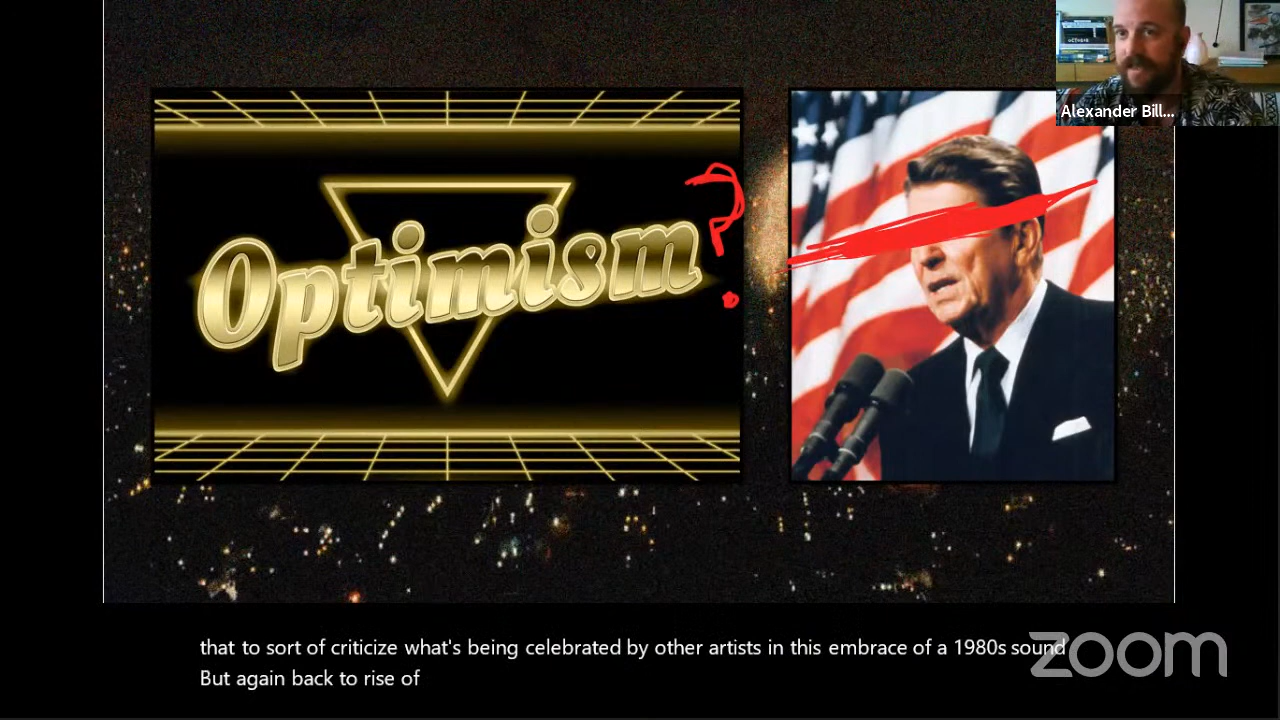 Alexander Bill...
Optimism?
that to sort of criticize what's being celebrated by other artists in this embrace of a 1980s sound
But again back to rise of
zoom